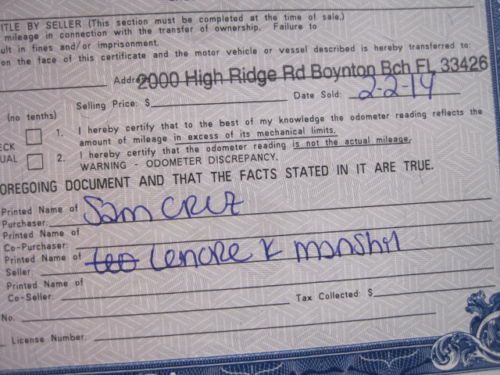 TITLE BY SELLER (This section must be completed at the time of sale.)
mileage in connection with the transfer of ownership. Failure to
ult in fines and/or imprisonment.
on the face of this certificate and the motor vehicle or vessel described is hereby transferred to:
Address: 2000 High Ridge Rd Boynton Bch FL 33426
Selling Price: $ Date Sold: 2-2-14
(no tenths)
1. I hereby certify that to the best of my knowledge the odometer reading reflects the
ECK amount of mileage in excess of its mechanical limits.
UAL 2. I hereby certify that the odometer reading is not the actual mileage.
WARNING - ODOMETER DISCREPANCY.
OREGOING DOCUMENT AND THAT THE FACTS STATED IN IT ARE TRUE.
Printed Name of
Purchaser: Sam CRUZ
Printed Name of
Co-Purchaser:
Printed Name of
Seller: Lenore K
Printed Name of
Co-Seller:
No. Tax Collected: $
License Number: